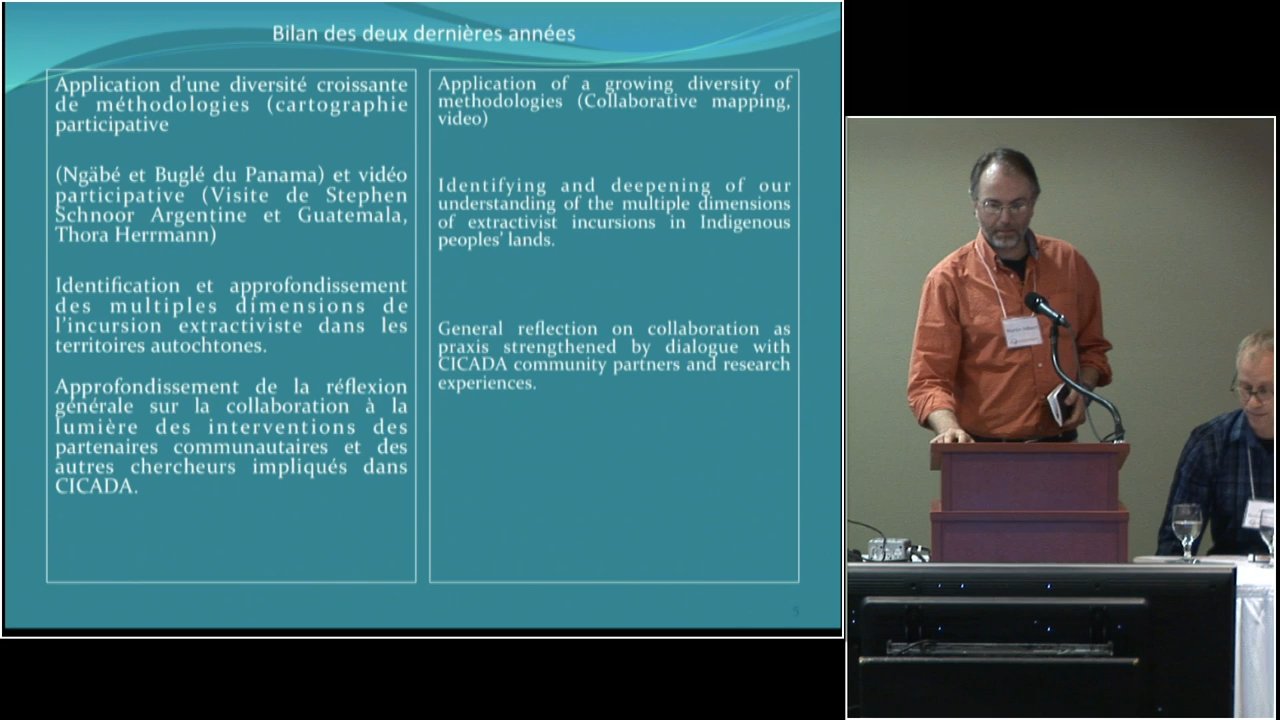 Bilan des deux dernières années
Application d'une diversité croissante
de méthodologies (cartographie
participative
(Ngäbé et Buglé du Panama) et vidéo
participative (Visite de Stephen
Schnoor Argentine et Guatemala,
Thora Herrmann)
Identification et approfondissement
des multiples dimensions de
l'incursion extractiviste dans les
territoires autochtones.
Approfondissement de la réflexion
générale sur la collaboration à la
lumière des interventions des
partenaires communautaires et des
autres chercheurs impliqués dans
CICADA.
Application of a growing diversity of
methodologies (Collaborative mapping,
video)
Identifying and deepening of our
understanding of the multiple dimensions
of extractivist incursions in Indigenous
peoples' lands.
General reflection on collaboration as
praxis strengthened by dialogue with
CICADA community partners and research
experiences.
5